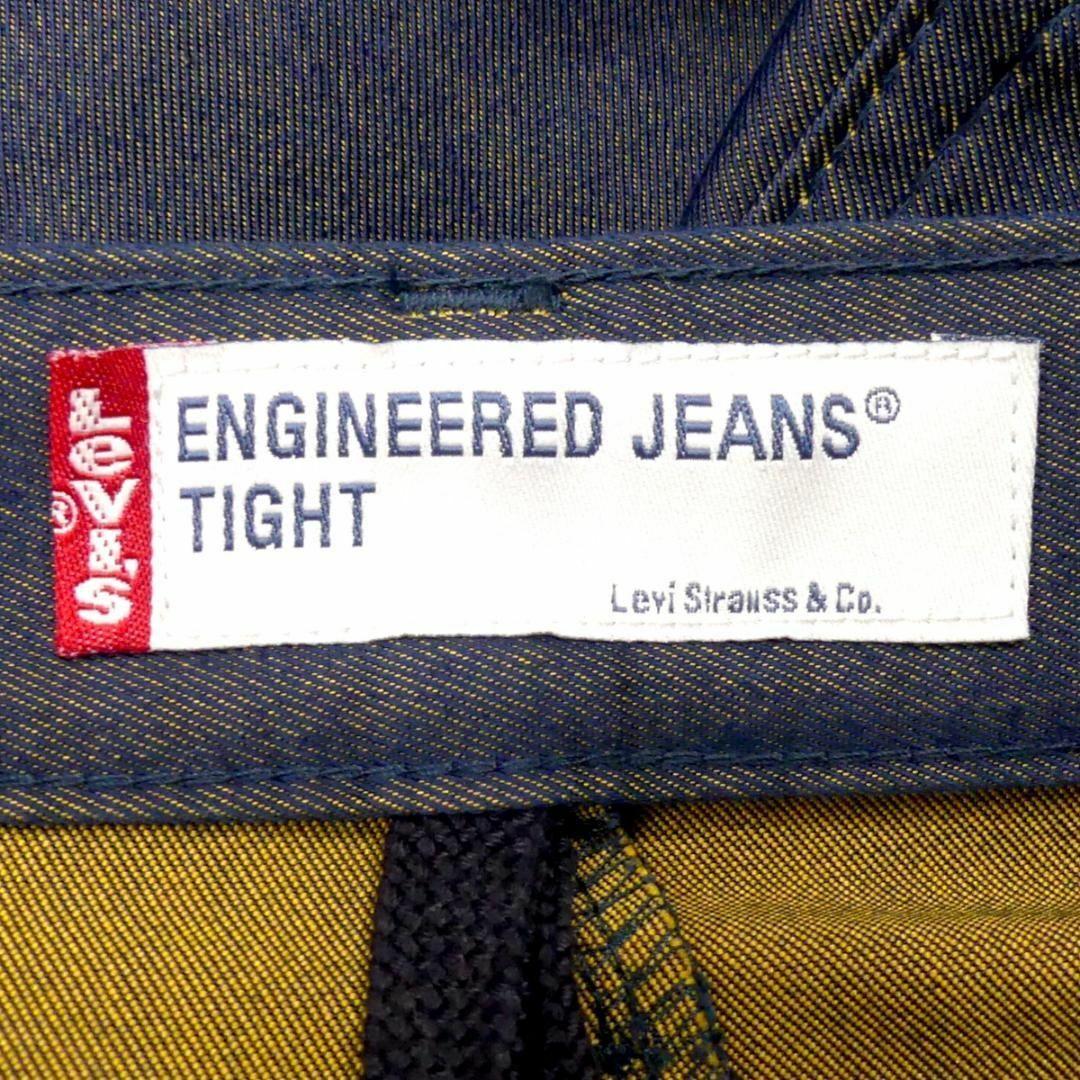 LEVI'S®
ENGINEERED JEANS®
TIGHT
Levi Strauss & Co.